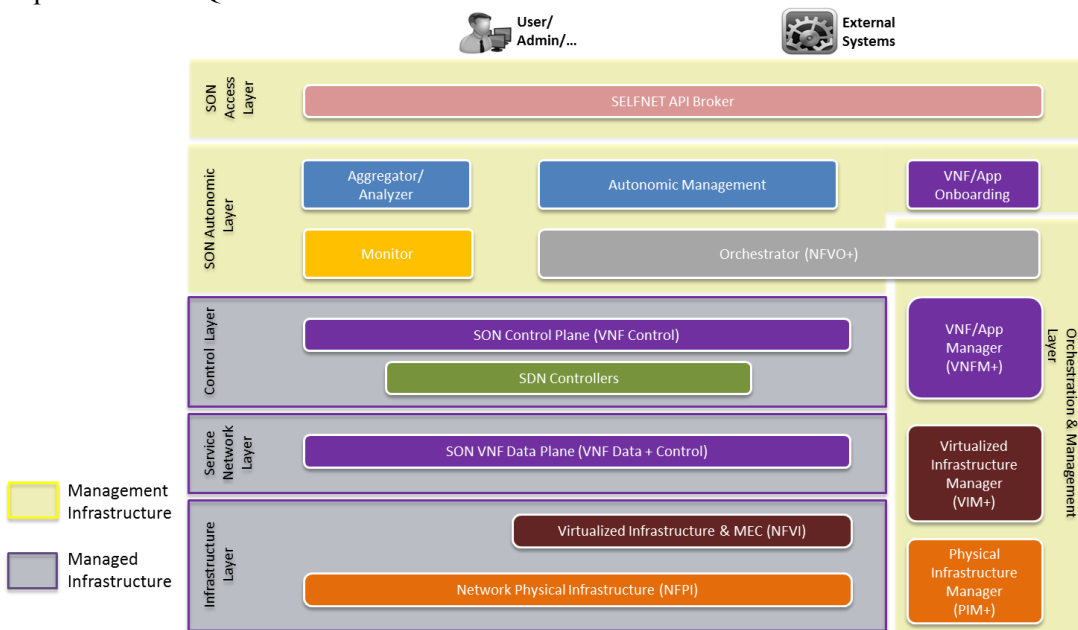 User/
Admin/...
External
Systems
SON
Access
Layer
SELFNET API Broker
SON Autonomic
Layer
Aggregator/
Analyzer
Autonomic Management
VNF/App
Onboarding
Monitor
Orchestrator (NFVO+)
Control Layer
SON Control Plane (VNF Control)
SDN Controllers
VNF/App
Manager
(VNFM+)
Orchestration & Management
Layer
Service
Network
Layer
SON VNF Data Plane (VNF Data + Control)
Virtualized
Infrastructure
Manager
(VIM+)
Management
Infrastructure
Managed
Infrastructure
Infrastructure
Layer
Virtualized Infrastructure & MEC (NFVI)
Network Physical Infrastructure (NFPI)
Physical
Infrastructure
Manager
(PIM+)